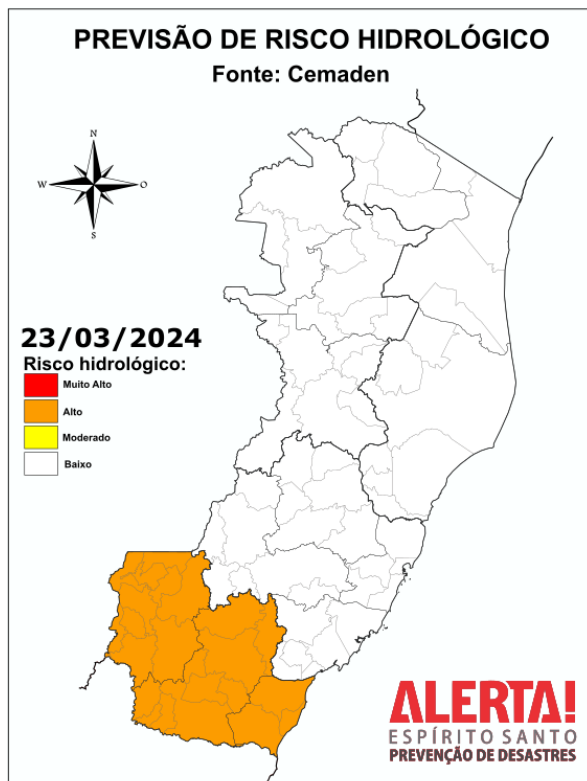 PREVISÃO DE RISCO HIDROLÓGICO
Fonte: Cemaden
N
W
O
S
23/03/2024
Risco hidrológico:
Muito Alto
Alto
Moderado
Baixo
ALERTA!
ESPÍRITO SANTO
PREVENÇÃO DE DESASTRES